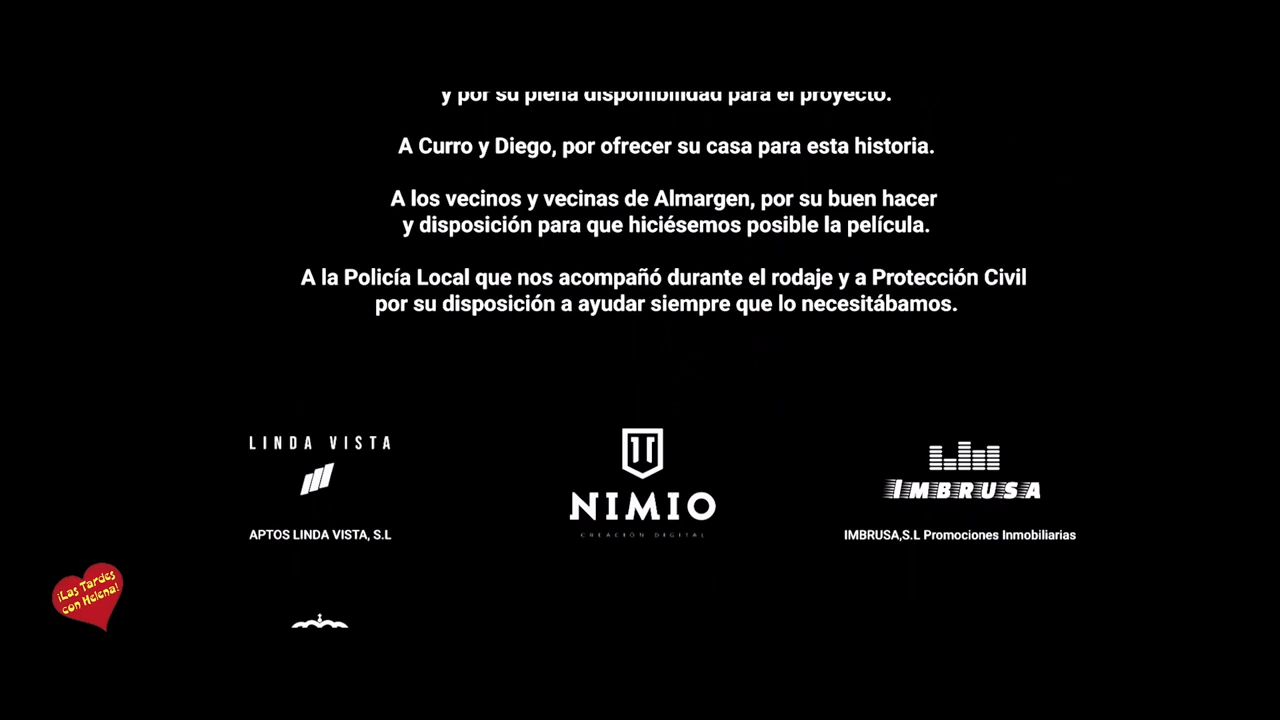 y por su plena disponibilidad para el proyecto.
A Curro y Diego, por ofrecer su casa para esta historia.
A los vecinos y vecinas de Almargen, por su buen hacer
y disposición para que hiciésemos posible la película.
A la Policía Local que nos acompañó durante el rodaje y a Protección Civil
por su disposición a ayudar siempre que lo necesitábamos.
LINDA VISTA
APTOS LINDA VISTA, S.L
NIMIO
CREACIÓN DIGITAL
IMBRUSA
IMBRUSA,S.L Promociones Inmobiliarias
¡Las Tardes
con Helena!